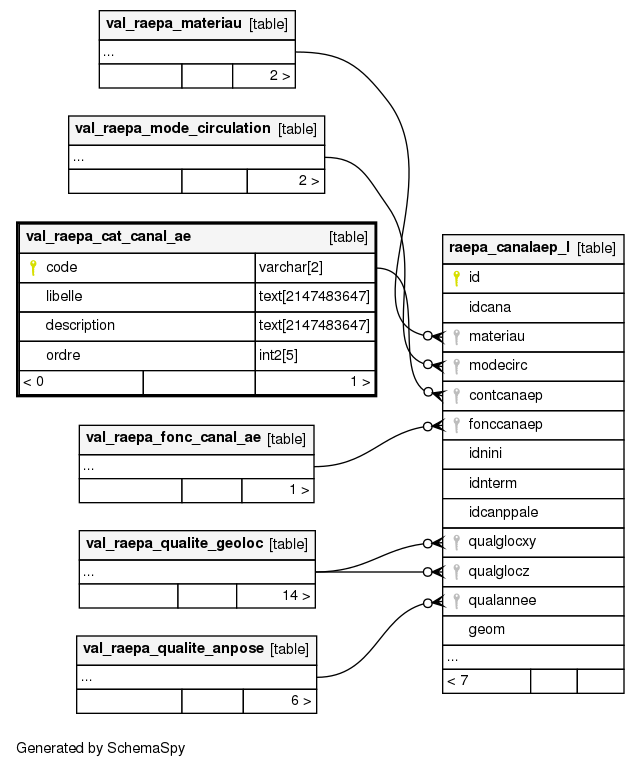 val_raepa_materiau [table]
...
2 >
val_raepa_mode_circulation [table]
...
2 >
val_raepa_cat_canal_ae [table]
code varchar[2]
libelle text[2147483647]
description text[2147483647]
ordre int2[5]
< 0 1 >
val_raepa_fonc_canal_ae [table]
...
1 >
val_raepa_qualite_geoloc [table]
...
14 >
val_raepa_qualite_anpose [table]
...
6 >
raepa_canalaep_l [table]
id
idcana
materiau
modecirc
contcanaep
fonccanaep
idnini
idnterm
idcanppale
qualglocxy
qualglocz
qualannee
geom
...
< 7
Generated by SchemaSpy